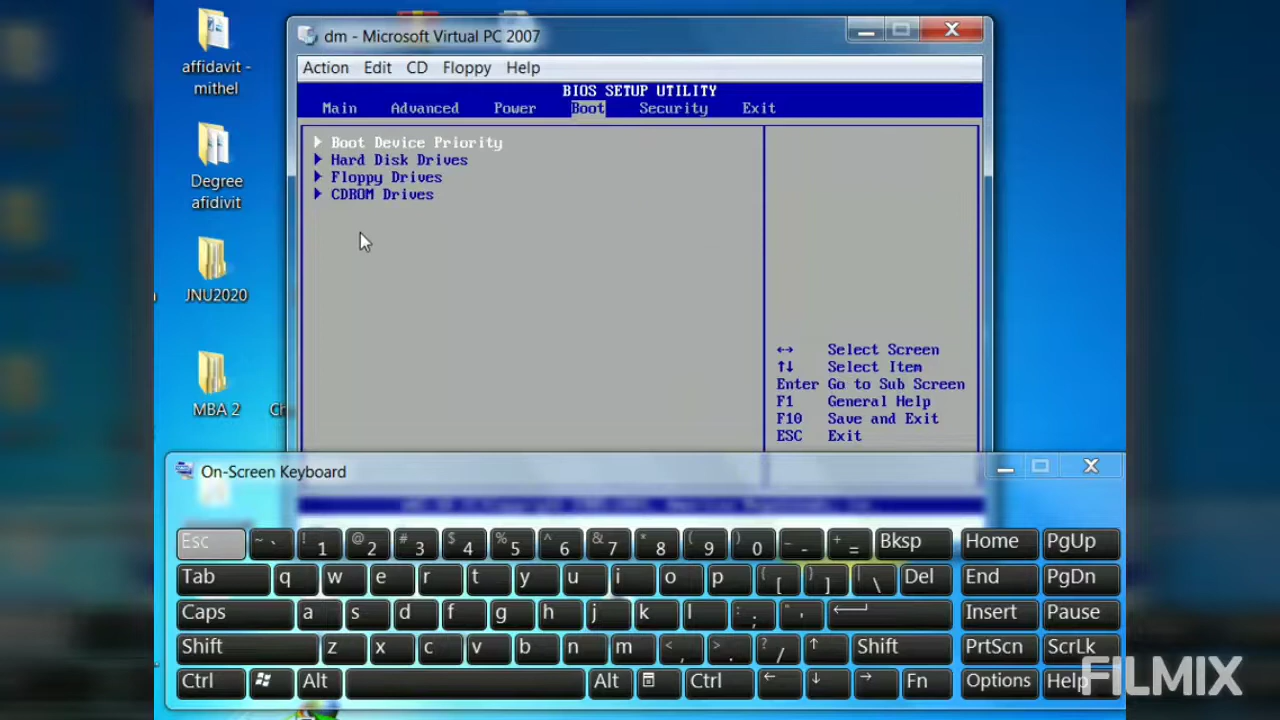 affidavit -
mithel
Degree
afidivit
JNU2020
MBA 2
dm - Microsoft Virtual PC 2007
Action Edit CD Floppy Help
BIOS SETUP UTILITY
Main Advanced Power Boot Security Exit
Boot Device Priority
Hard Disk Drives
Floppy Drives
CDROM Drives
↔ Select Screen
↑↓ Select Item
Enter Go to Sub Screen
F1 General Help
F10 Save and Exit
ESC Exit
On-Screen Keyboard
Esc ~ ` ! 1 @ 2 # 3 $ 4 % 5 ^ 6 & 7 * 8 ( 9 ) 0 _ - + = Bksp Home PgUp
Tab q w e r t y u i o p { [ } ] | \ Del End PgDn
Caps a s d f g h j k l : ; " ' Insert Pause
Shift z x c v b n m < , > . ? / ↑ Shift PrtScn ScrLk
Ctrl Alt Alt Ctrl ← ↓ → Fn Options Help
FILMIX